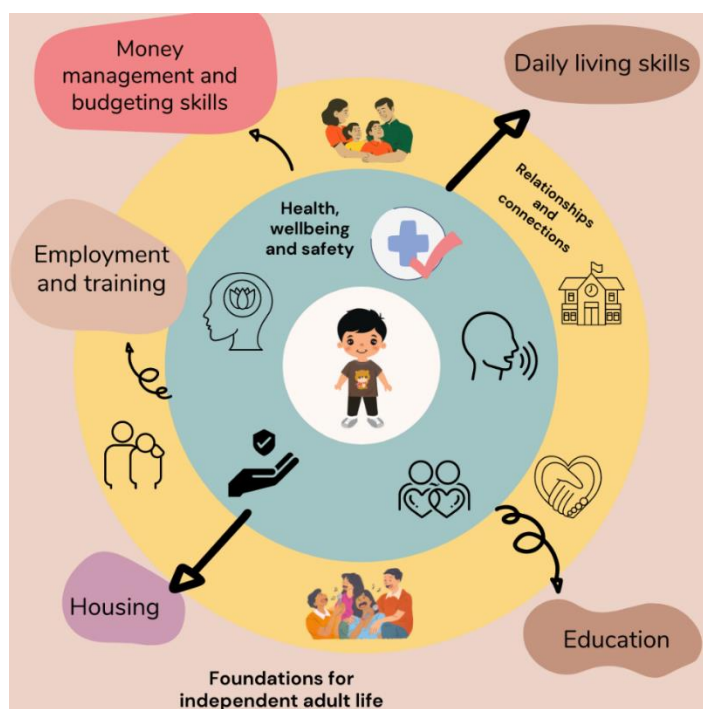 Money
management and
budgeting skills
Daily living skills
Relationships
and
connections
Health,
wellbeing
and safety
Employment
and training
Housing
Education
Foundations for
independent adult life